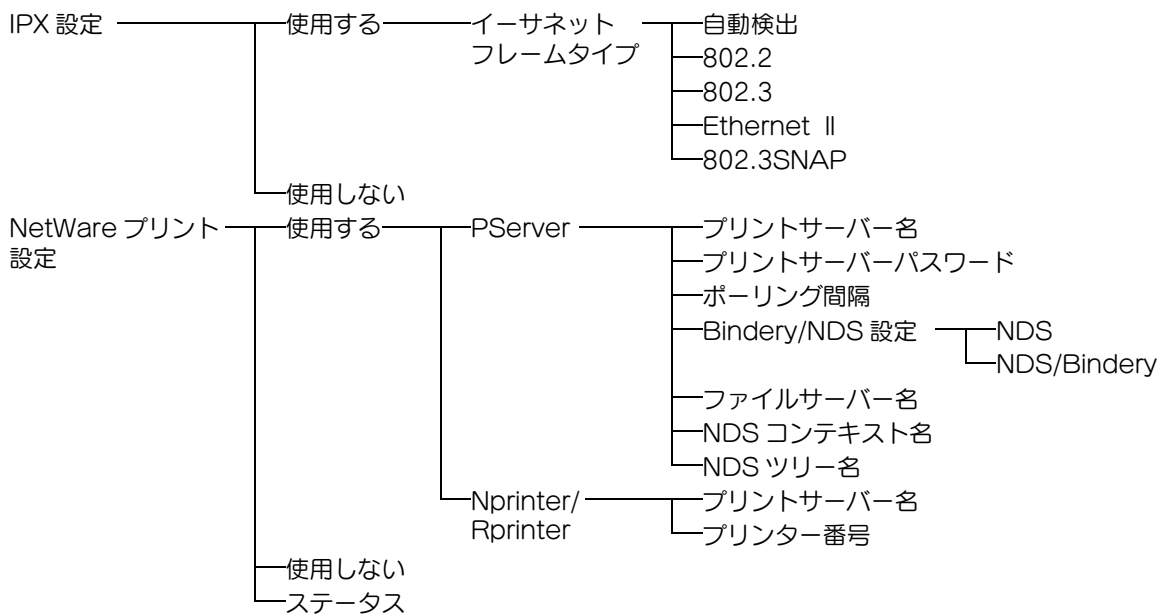 IPX 設定 使用する イーサネット 自動検出
フレームタイプ 802.2
802.3
Ethernet Ⅱ
802.3SNAP
使用しない
NetWare プリント 使用する PServer プリントサーバー名
設定 プリントサーバーパスワード
ポーリング間隔
Bindery/NDS 設定 NDS
NDS/Bindery
ファイルサーバー名
NDS コンテキスト名
NDS ツリー名
Nprinter/ プリントサーバー名
Rprinter プリンター番号
使用しない
ステータス